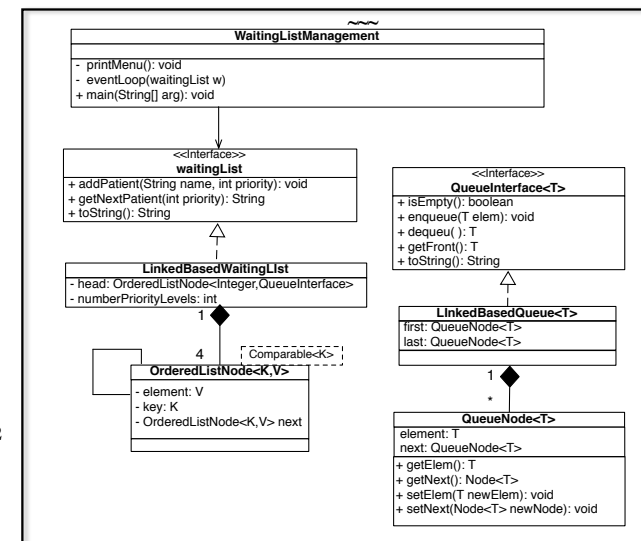 ~~~
WaitingListManagement
- printMenu(): void
- eventLoop(waitingList w)
+ main(String[] arg): void
<<Interface>>
waitingList
+ addPatient(String name, int priority): void
+ getNextPatient(int priority): String
+ toString(): String
LinkedBasedWaitingLIst
- head: OrderedListNode<Integer,QueueInterface>
- numberPriorityLevels: int
1
4
Comparable<K>
OrderedListNode<K,V>
- element: V
- key: K
- OrderedListNode<K,V> next
<<Interface>>
QueueInterface<T>
+ isEmpty(): boolean
+ enqueue(T elem): void
+ dequeu( ): T
+ getFront(): T
+ toString(): String
LInkedBasedQueue<T>
first: QueueNode<T>
last: QueueNode<T>
1
*
QueueNode<T>
element: T
next: QueueNode<T>
+ getElem(): T
+ getNext(): Node<T>
+ setElem(T newElem): void
+ setNext(Node<T> newNode): void